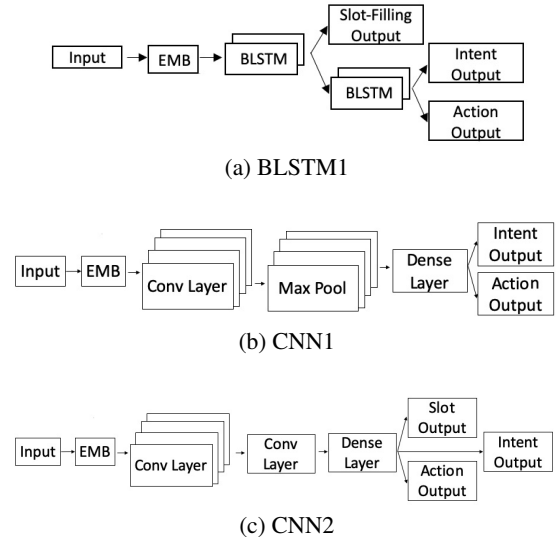 Slot-Filling
Output
Input
EMB
BLSTM
BLSTM
Intent
Output
Action
Output
(a) BLSTM1
Input
EMB
Conv Layer
Max Pool
Dense
Layer
Intent
Output
Action
Output
(b) CNN1
Input
EMB
Conv Layer
Conv
Layer
Dense
Layer
Slot
Output
Intent
Output
Action
Output
(c) CNN2